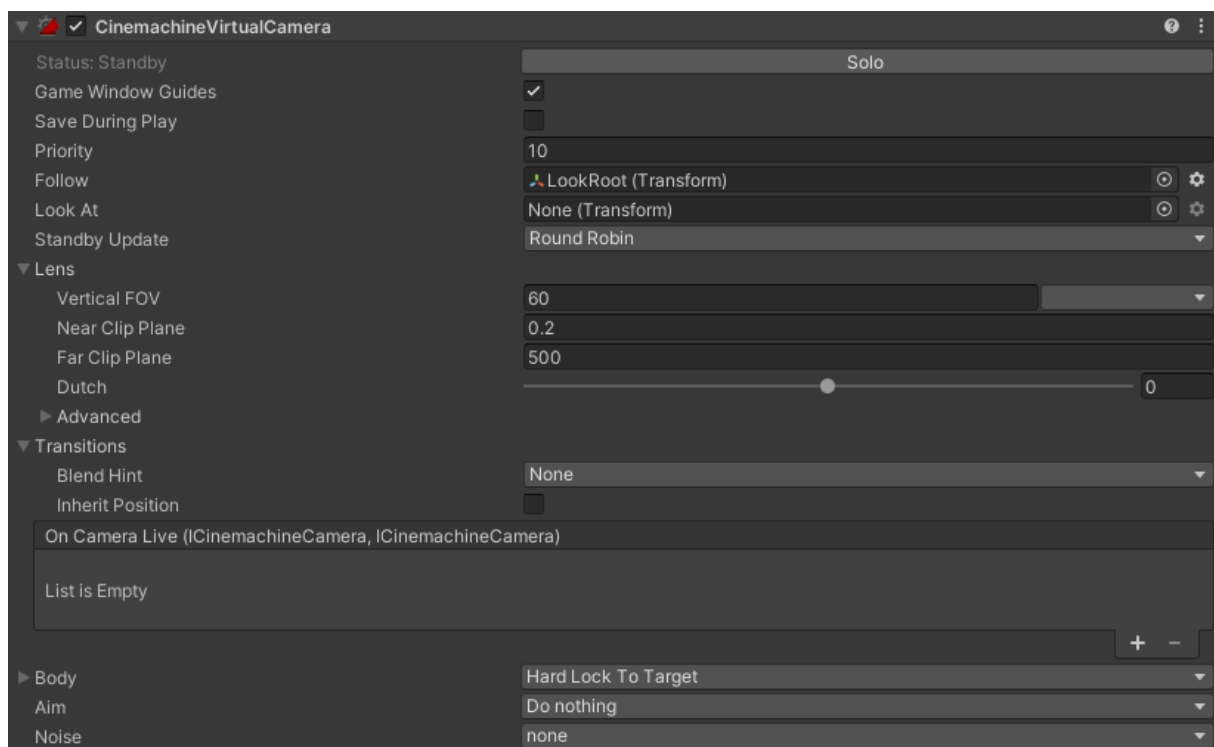 CinemachineVirtualCamera
Status: Standby Solo
Game Window Guides
Save During Play
Priority 10
Follow LookRoot (Transform)
Look At None (Transform)
Standby Update Round Robin
Lens
Vertical FOV 60
Near Clip Plane 0.2
Far Clip Plane 500
Dutch 0
Advanced
Transitions
Blend Hint None
Inherit Position
On Camera Live (ICinemachineCamera, ICinemachineCamera)
List is Empty
Body Hard Lock To Target
Aim Do nothing
Noise none